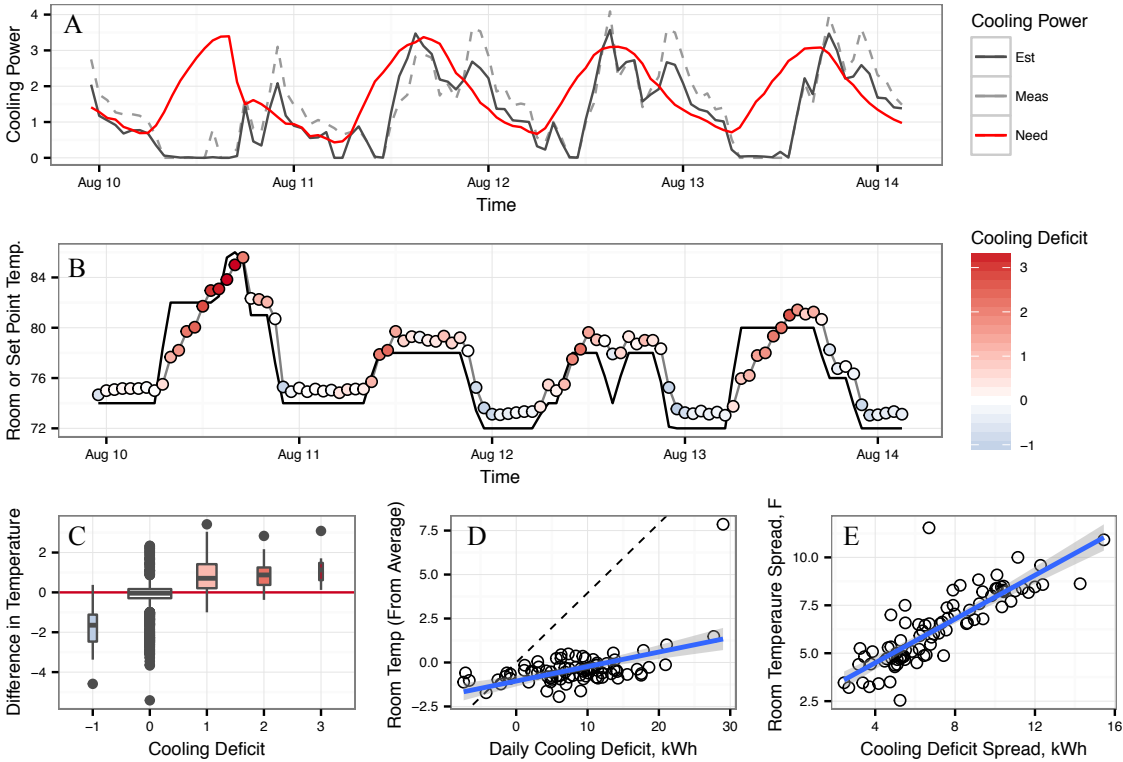 A
Cooling Power
4
3
2
1
0
Aug 10
Aug 11
Aug 12
Aug 13
Aug 14
Time
Cooling Power
Est
Meas
Need
B
Room or Set Point Temp.
84
80
76
72
Aug 10
Aug 11
Aug 12
Aug 13
Aug 14
Time
Cooling Deficit
3
2
1
0
−1
C
Difference in Temperature
2
0
−2
−4
−1
0
1
2
3
Cooling Deficit
D
Room Temp (From Average)
7.5
5.0
2.5
0.0
−2.5
0
10
20
30
Daily Cooling Deficit, kWh
E
Room Temperaure Spread, F
10.0
7.5
5.0
2.5
4
8
12
16
Cooling Deficit Spread, kWh